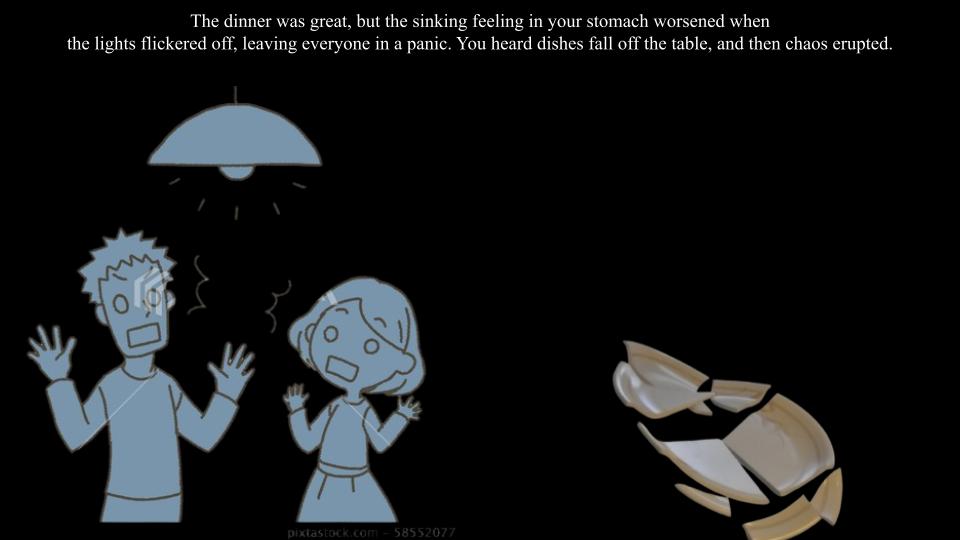 The dinner was great, but the sinking feeling in your stomach worsened when
the lights flickered off, leaving everyone in a panic. You heard dishes fall off the table, and then chaos erupted.
pixtastock.com - 58552077